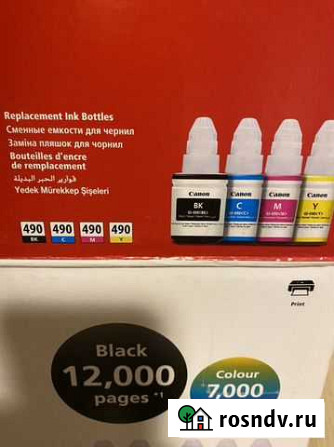 Replacement Ink Bottles
Сменные емкости для чернил
Заміна пляшок для чорнил
Bouteilles d'encre
de remplacement
قوارير الحبر البديلة
Yedek Mürekkep Şişeleri
490 490 490 490
BK C M Y
Canon Canon Canon Canon
BK C M Y
Print
Black
12,000
pages *1
Colour
7,000
rosndv.ru